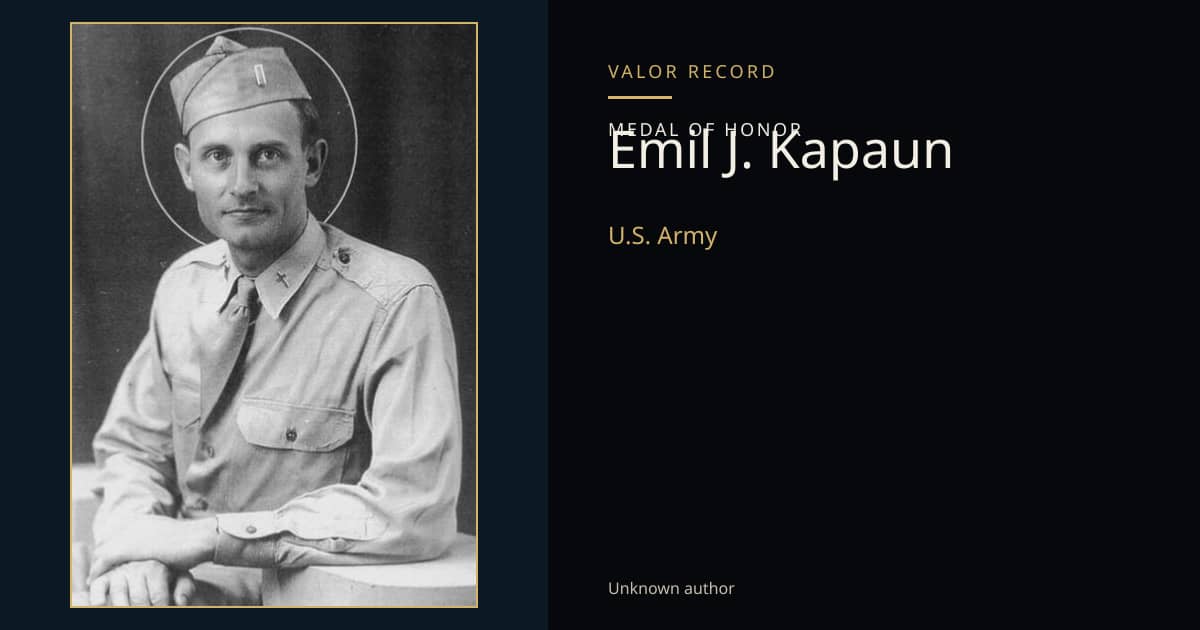 VALOR RECORD
MEDAL OF HONOR
Emil J. Kapaun
U.S. Army
Unknown author